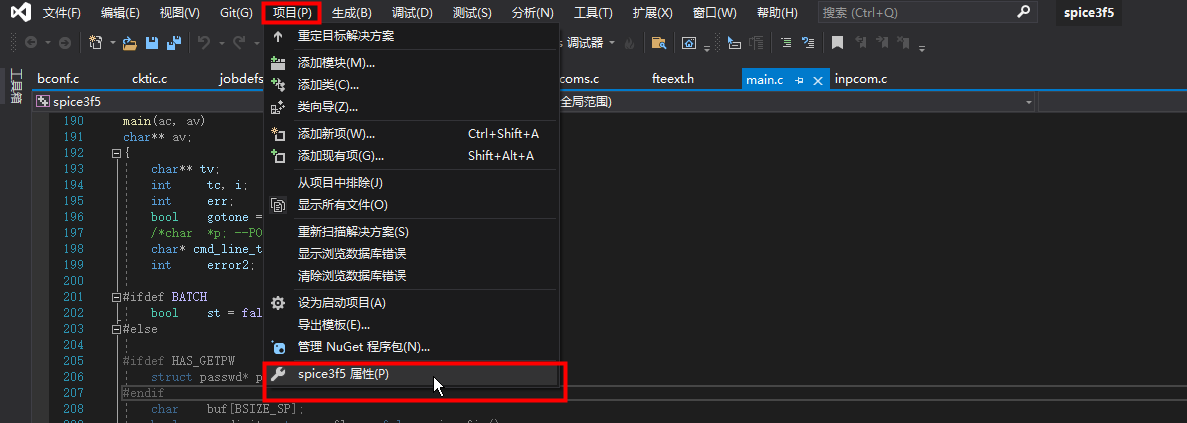 文件(F) 编辑(E) 视图(V) Git(G) 项目(P) 生成(B) 调试(D) 测试(S) 分析(N) 工具(T) 扩展(X) 窗口(W) 帮助(H) 搜索 (Ctrl+Q) spice3f5
调试器
工具箱
bconf.c cktic.c jobdefs coms.c fteext.h main.c inpcom.c
spice3f5 全局范围)
重定目标解决方案
添加模块(M)...
添加类(C)...
类向导(Z)...
添加新项(W)... Ctrl+Shift+A
添加现有项(G)... Shift+Alt+A
从项目中排除(J)
显示所有文件(O)
重新扫描解决方案(S)
显示浏览数据库错误
清除浏览数据库错误
设为启动项目(A)
导出模板(E)...
管理 NuGet 程序包(N)...
spice3f5 属性(P)
190 main(ac, av)
191 char** av;
192 {
193 char** tv;
194 int tc, i;
195 int err;
196 bool gotone =
197 /*char *p; --PO
198 char* cmd_line_t
199 int error2;
200
201 #ifdef BATCH
202 bool st = fal
203 #else
204
205 #ifdef HAS_GETPW
206 struct passwd* p
207 #endif
208 char buf[BSIZE_SP];